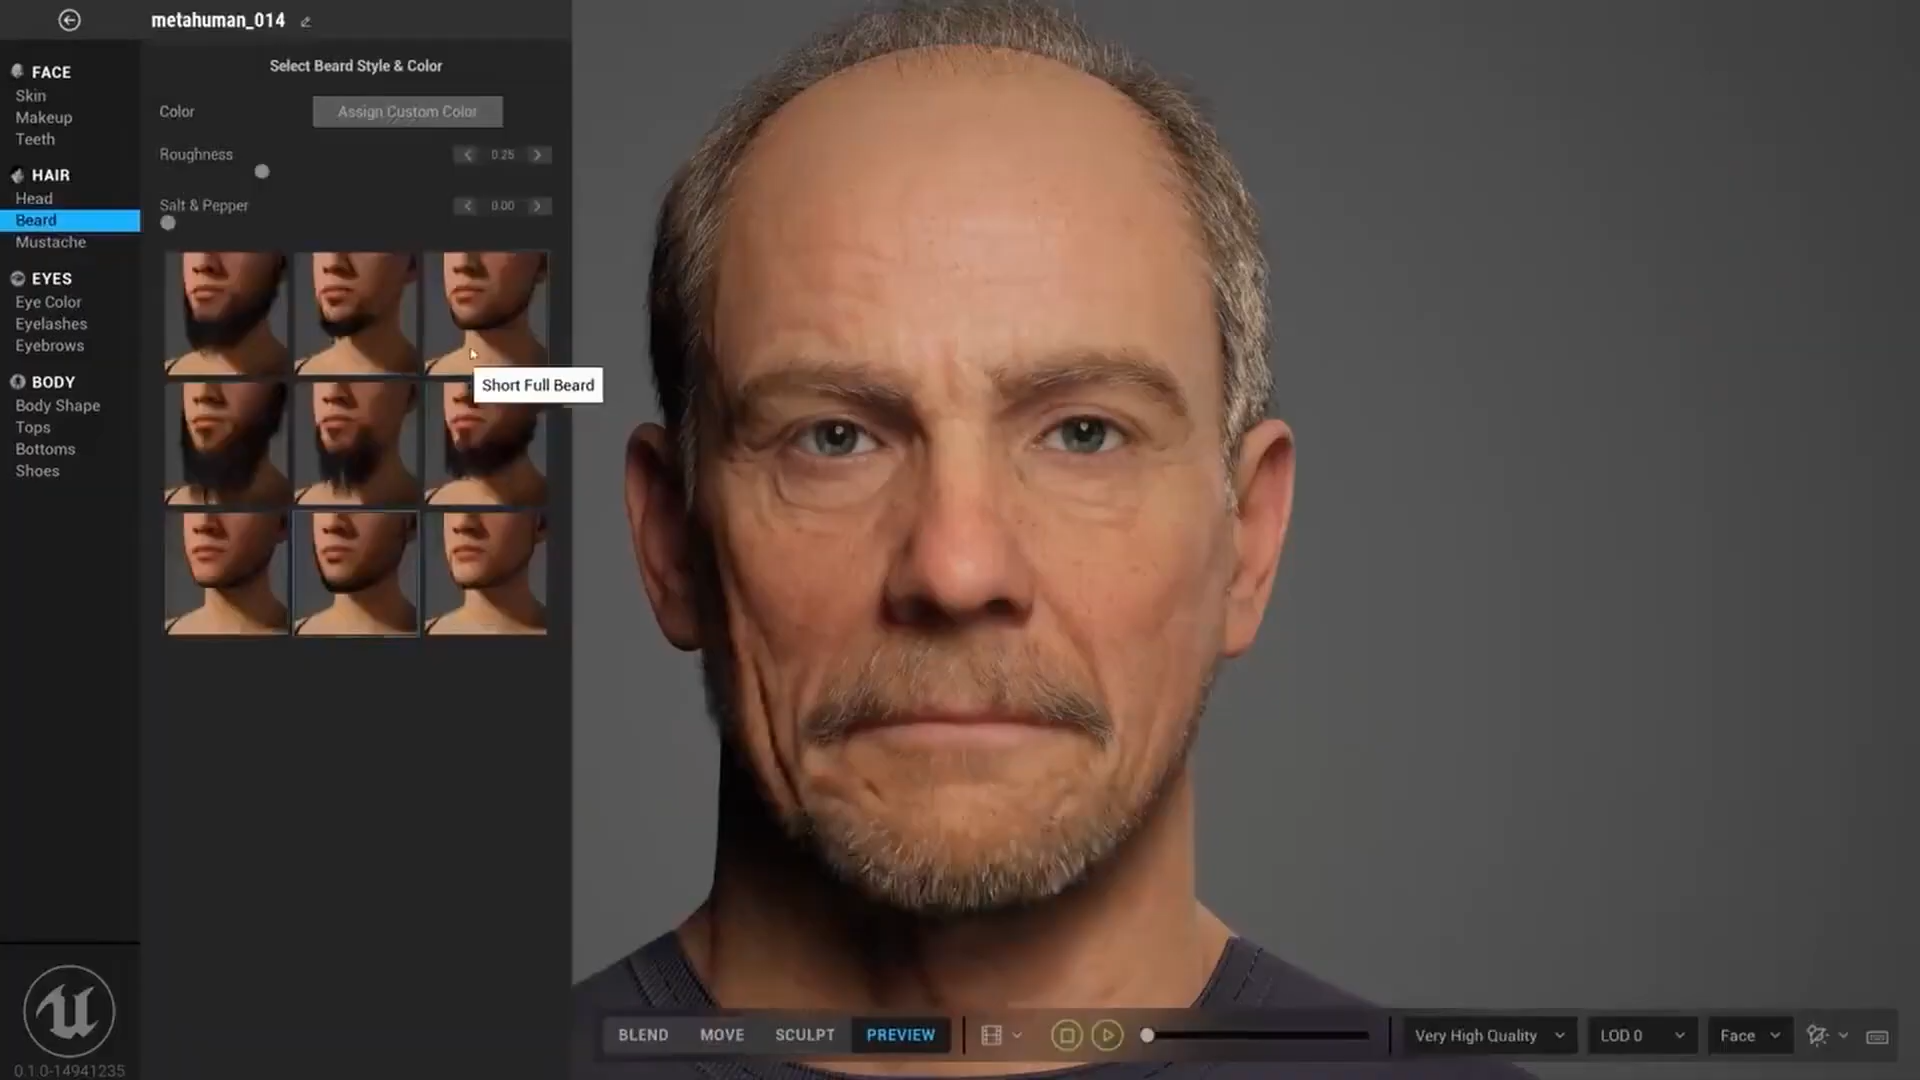 metahuman_014
FACE
Skin
Makeup
Teeth
HAIR
Head
Beard
Mustache
EYES
Eye Color
Eyelashes
Eyebrows
BODY
Body Shape
Tops
Bottoms
Shoes
0.1.0-14941235
Select Beard Style & Color
Color
Assign Custom Color
Roughness
0.25
Salt & Pepper
0.00
Short Full Beard
BLEND
MOVE
SCULPT
PREVIEW
Very High Quality
LOD 0
Face